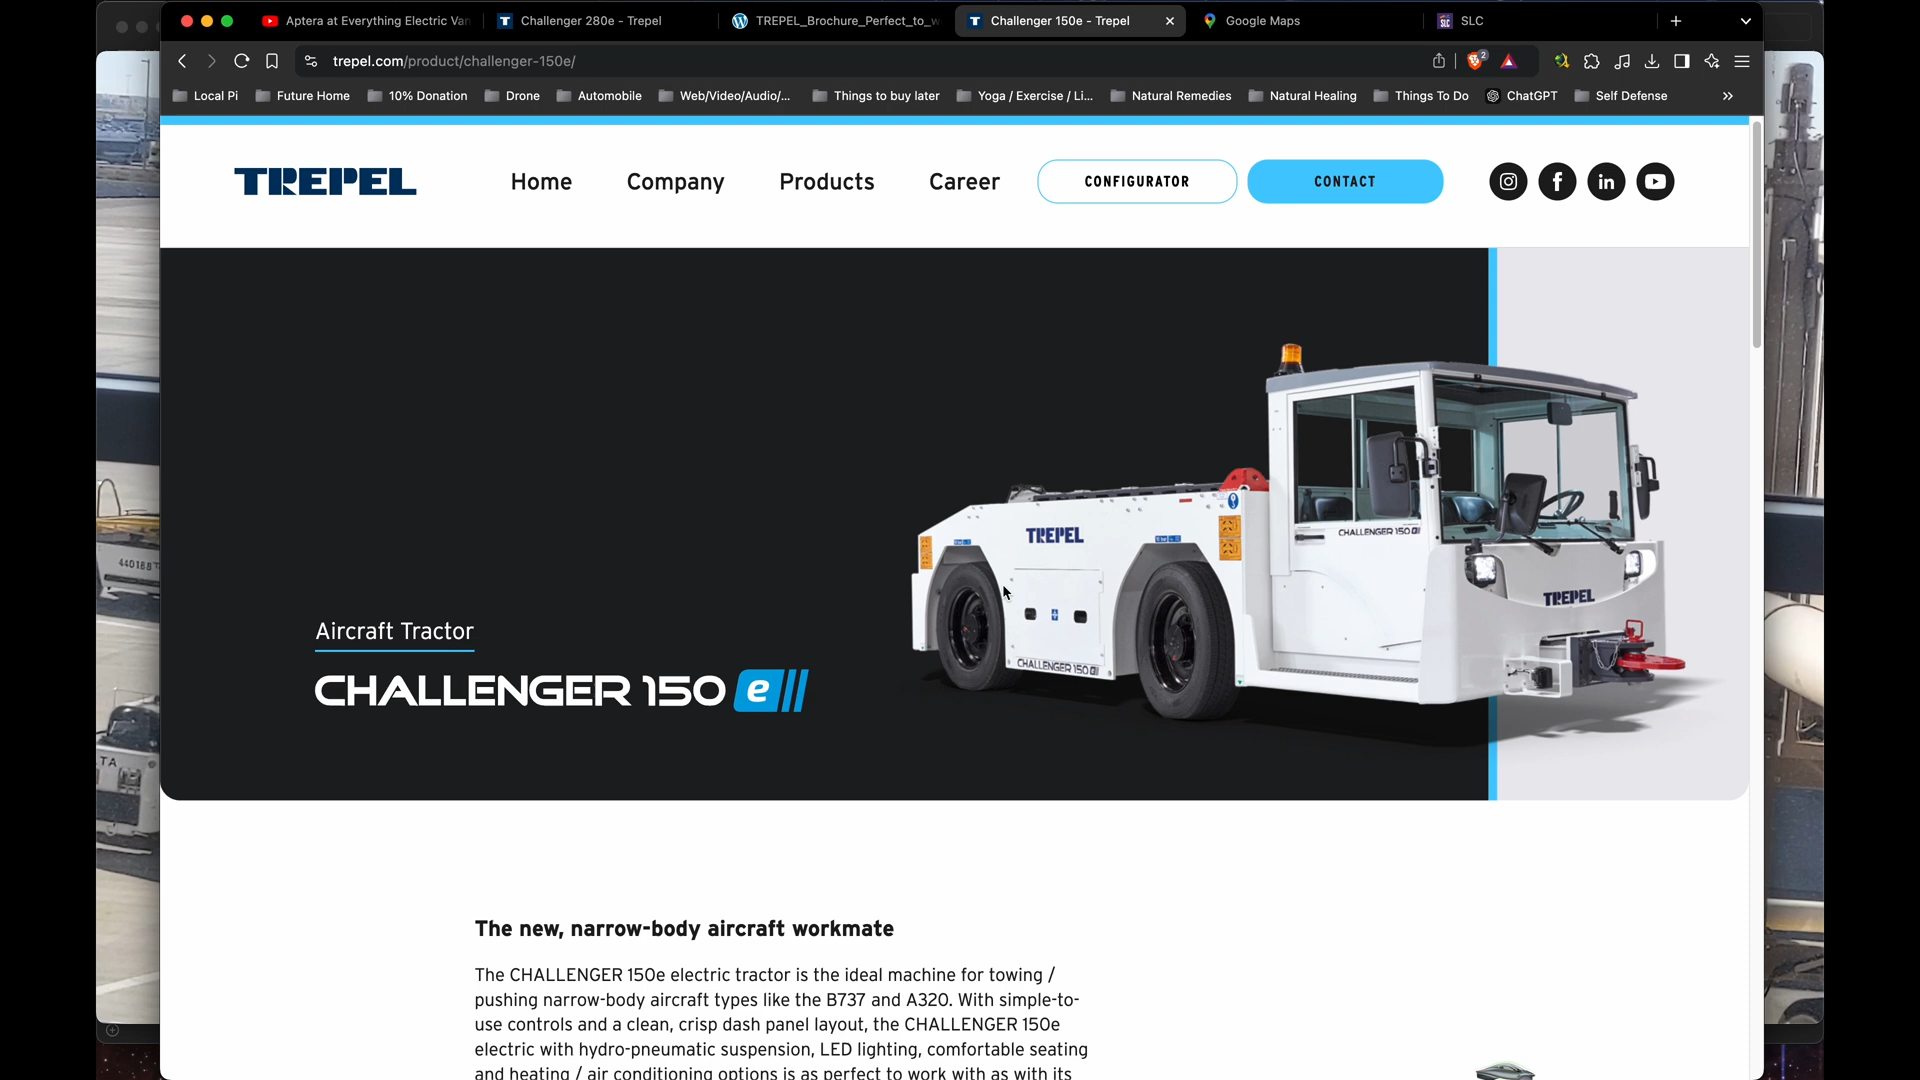 Aptera at Everything Electric Van
Challenger 280e - Trepel
TREPEL_Brochure_Perfect_to_w
Challenger 150e - Trepel
Google Maps
SLC
trepel.com/product/challenger-150e/
2
Local Pi
Future Home
10% Donation
Drone
Automobile
Web/Video/Audio/...
Things to buy later
Yoga / Exercise / Li...
Natural Remedies
Natural Healing
Things To Do
ChatGPT
Self Defense
TREPEL
Home
Company
Products
Career
CONFIGURATOR
CONTACT
TREPEL
CHALLENGER 150 e
TREPEL
CHALLENGER 150 e
Aircraft Tractor
CHALLENGER 150 e
440188
TA
The new, narrow-body aircraft workmate
The CHALLENGER 150e electric tractor is the ideal machine for towing /
pushing narrow-body aircraft types like the B737 and A320. With simple-to-
use controls and a clean, crisp dash panel layout, the CHALLENGER 150e
electric with hydro-pneumatic suspension, LED lighting, comfortable seating
and heating / air conditioning options is as perfect to work with as with its